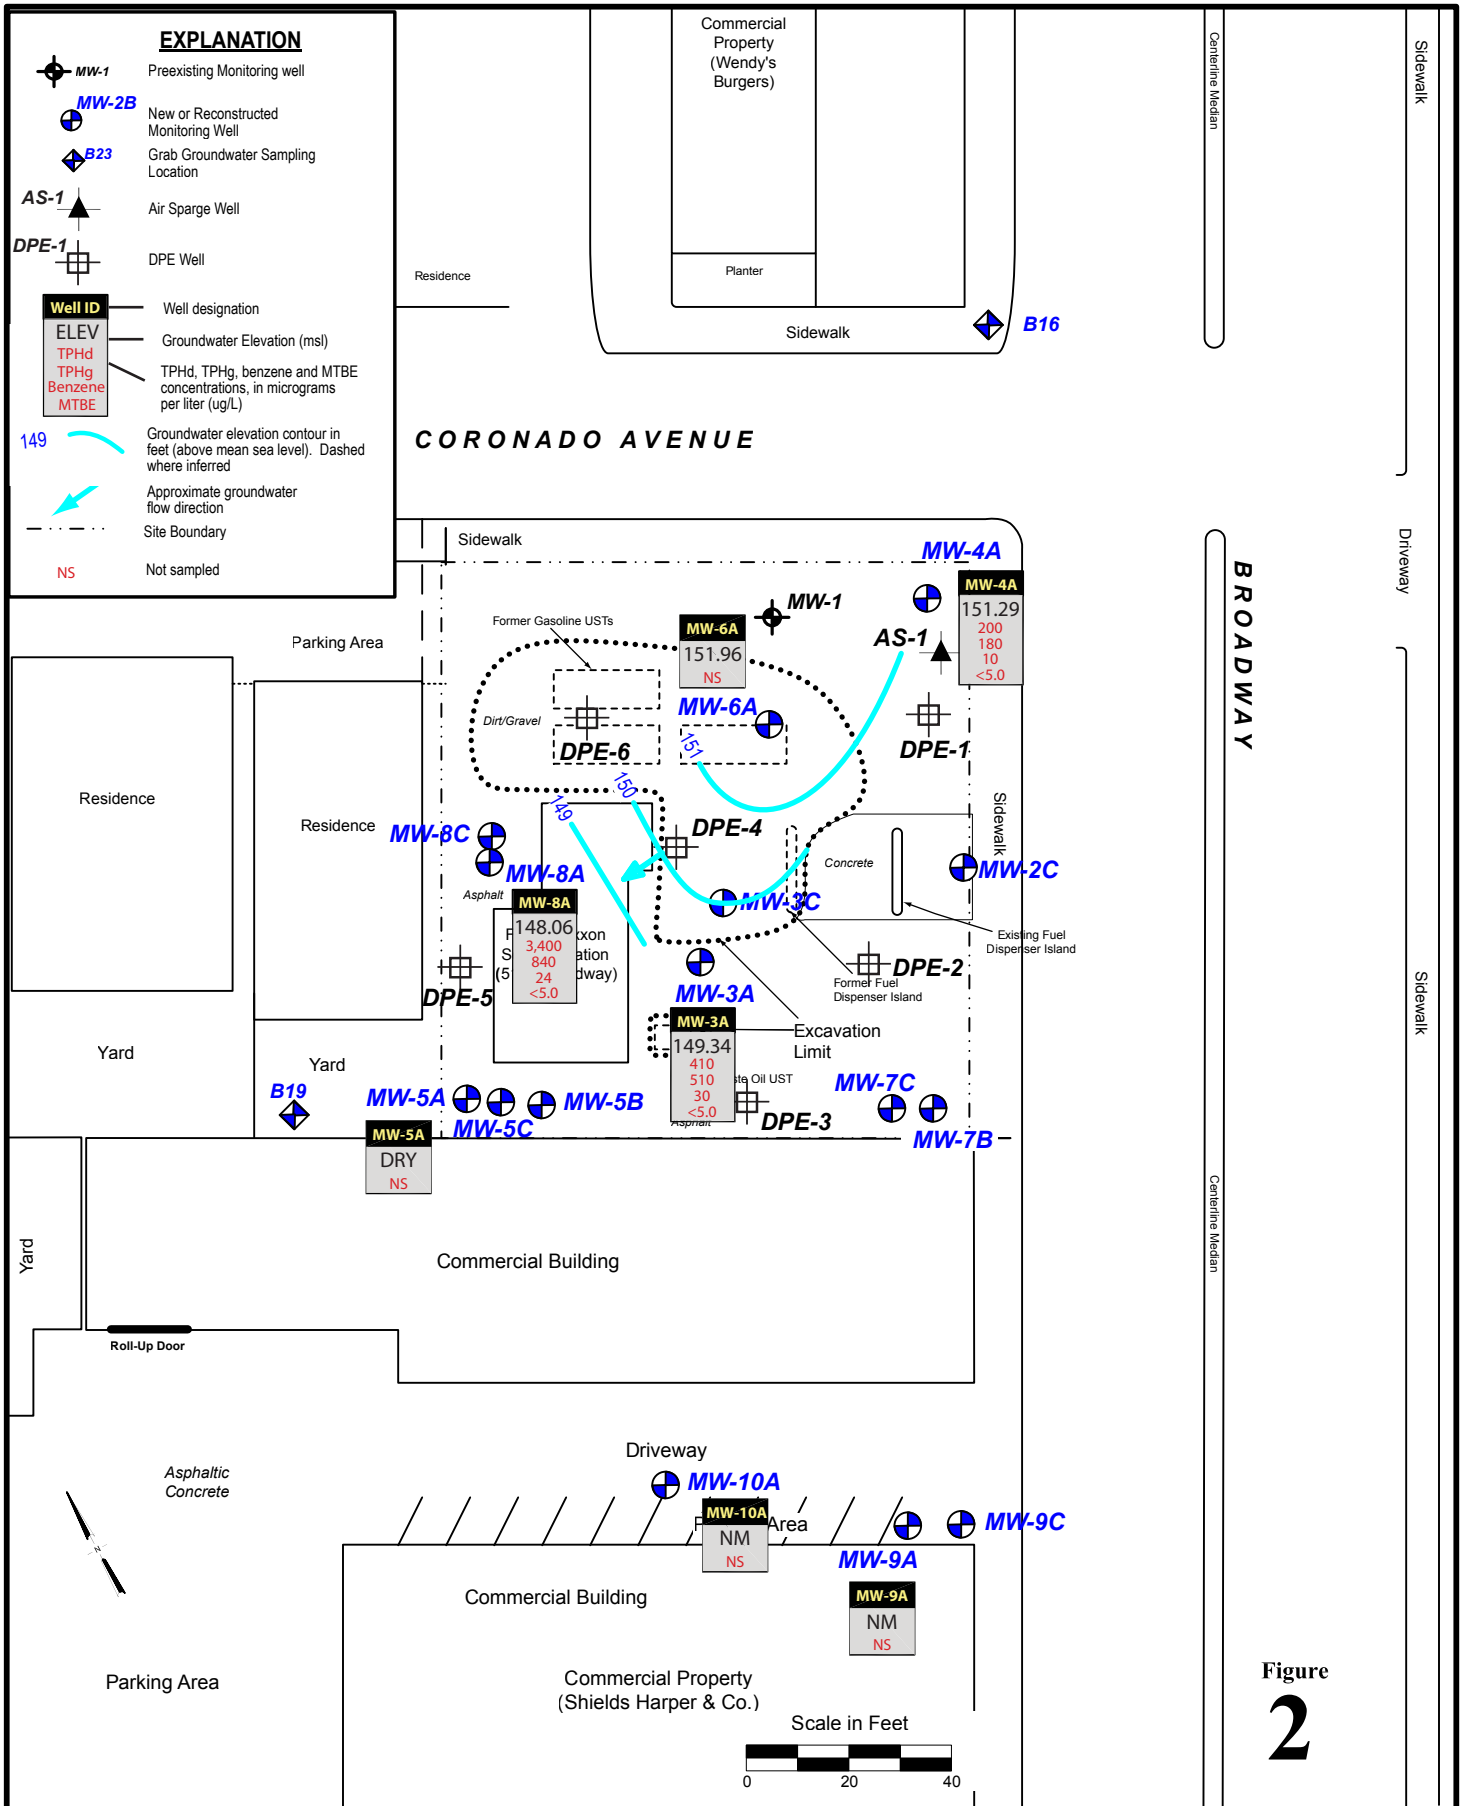 EXPLANATION
MW-1
Preexisting Monitoring well
MW-2B
New or Reconstructed
Monitoring Well
B23
Grab Groundwater Sampling
Location
AS-1
Air Sparge Well
DPE-1
DPE Well
Well ID
Well designation
ELEV
Groundwater Elevation (msl)
TPHd
TPHg
Benzene
MTBE
TPHd, TPHg, benzene and MTBE
concentrations, in micrograms
per liter (ug/L)
149
Groundwater elevation contour in
feet (above mean sea level). Dashed
where inferred
Approximate groundwater
flow direction
Site Boundary
NS
Not sampled
Commercial
Property
(Wendy's
Burgers)
Centerline Median
Sidewalk
Residence
Planter
Sidewalk
B16
CORONADO AVENUE
Sidewalk
Driveway
BROADWAY
MW-4A
MW-4A
151.29
200
180
10
<5.0
MW-1
AS-1
Former Gasoline USTs
MW-6A
151.96
NS
MW-6A
Parking Area
Dirt/Gravel
DPE-6
DPE-1
151
150
149
Residence
Residence
MW-8C
DPE-4
Sidewalk
Concrete
MW-2C
MW-8A
Asphalt
MW-8A
148.06
3,400
840
24
<5.0
F xxon
S ation
(5 dway)
MW-3C
Existing Fuel
Dispenser Island
DPE-2
Former Fuel
Dispenser Island
DPE-5
MW-3A
MW-3A
149.34
410
510
30
<5.0
Excavation
Limit
ste Oil UST
Asphalt
DPE-3
Sidewalk
Yard
Yard
B19
MW-5A
MW-5C
MW-5B
MW-7C
MW-7B
MW-5A
DRY
NS
Yard
Commercial Building
Centerline Median
Roll-Up Door
Driveway
Asphaltic
Concrete
MW-10A
MW-10A
NM
NS
Area
MW-9C
MW-9A
MW-9A
NM
NS
N
Commercial Building
Parking Area
Commercial Property
(Shields Harper & Co.)
Scale in Feet
0 20 40
Figure
2